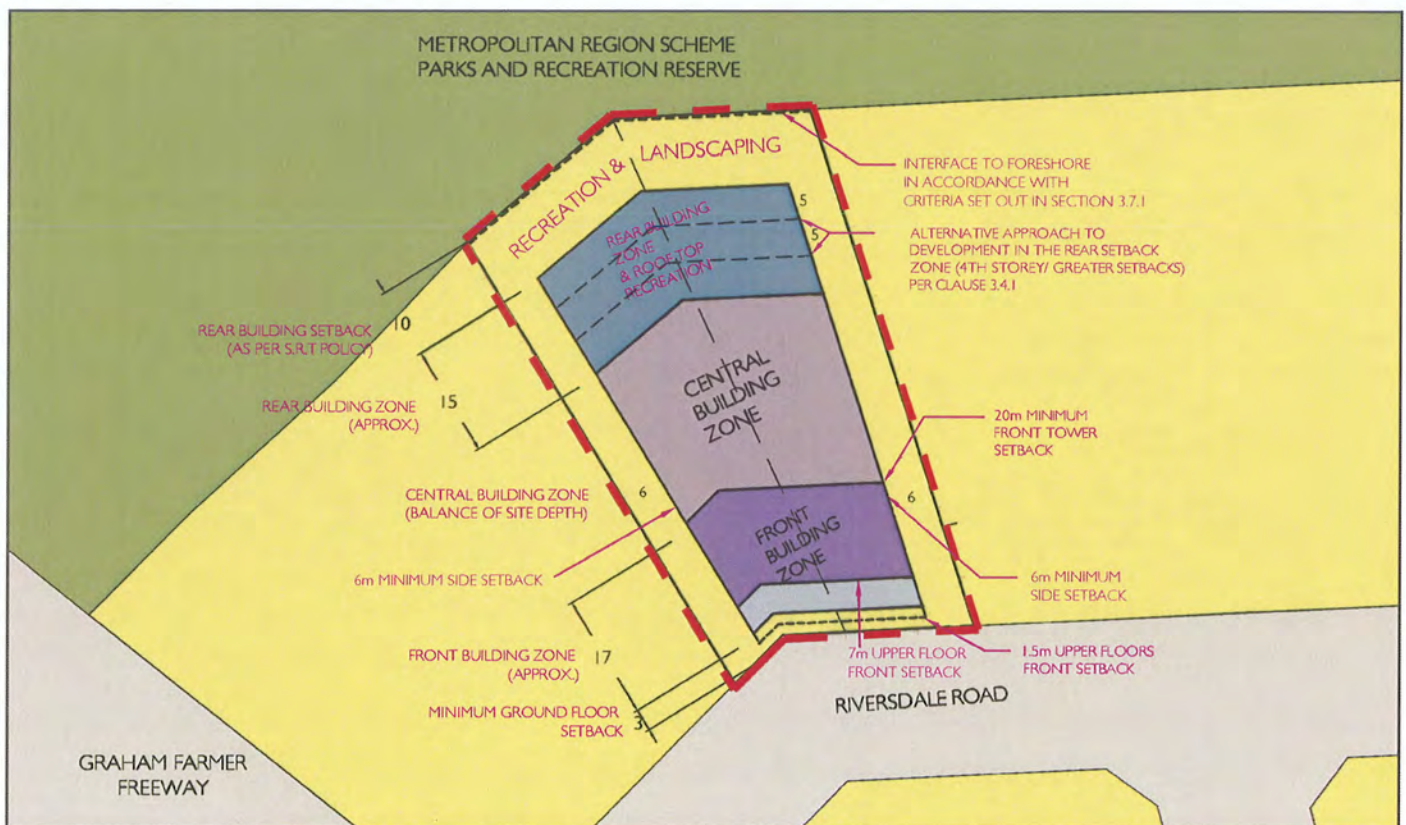 METROPOLITAN REGION SCHEME
PARKS AND RECREATION RESERVE
RECREATION & LANDSCAPING
INTERFACE TO FORESHORE
IN ACCORDANCE WITH
CRITERIA SET OUT IN SECTION 3.7.1
5
5
ALTERNATIVE APPROACH TO
DEVELOPMENT IN THE REAR SETBACK
ZONE (4TH STOREY/ GREATER SETBACKS)
PER CLAUSE 3.4.1
REAR BUILDING
ZONE
& ROOFTOP
RECREATION
REAR BUILDING SETBACK
(AS PER S.R.T POLICY)
10
REAR BUILDING ZONE
(APPROX.)
15
CENTRAL
BUILDING
ZONE
20m MINIMUM
FRONT TOWER
SETBACK
CENTRAL BUILDING ZONE
(BALANCE OF SITE DEPTH)
6
6
FRONT
BUILDING
ZONE
6m MINIMUM SIDE SETBACK
6m MINIMUM
SIDE SETBACK
FRONT BUILDING ZONE
(APPROX.)
17
7m UPPER FLOOR
FRONT SETBACK
1.5m UPPER FLOORS
FRONT SETBACK
MINIMUM GROUND FLOOR
SETBACK
3
RIVERSDALE ROAD
GRAHAM FARMER
FREEWAY